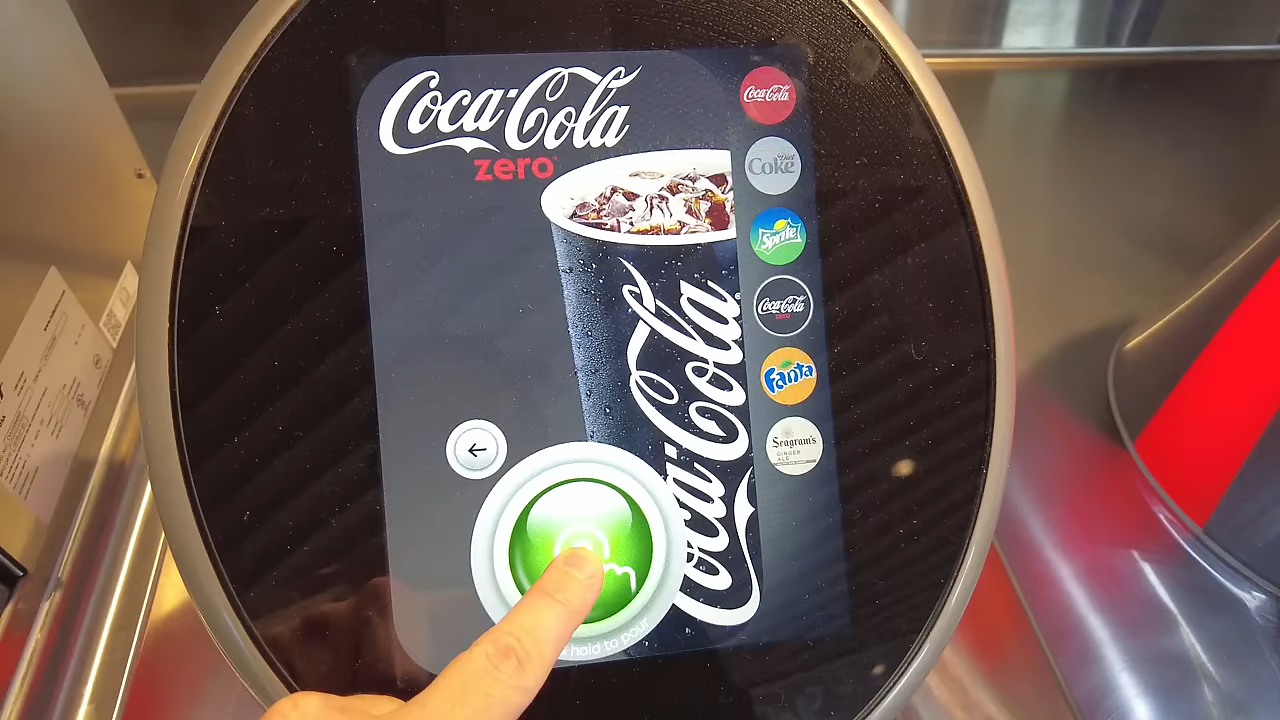 Coca-Cola
zero
Coca-Cola
Coca-Cola
Diet
Coke
Sprite
Coca-Cola
zero
Fanta
Seagram's
GINGER
ALE
hold to pour